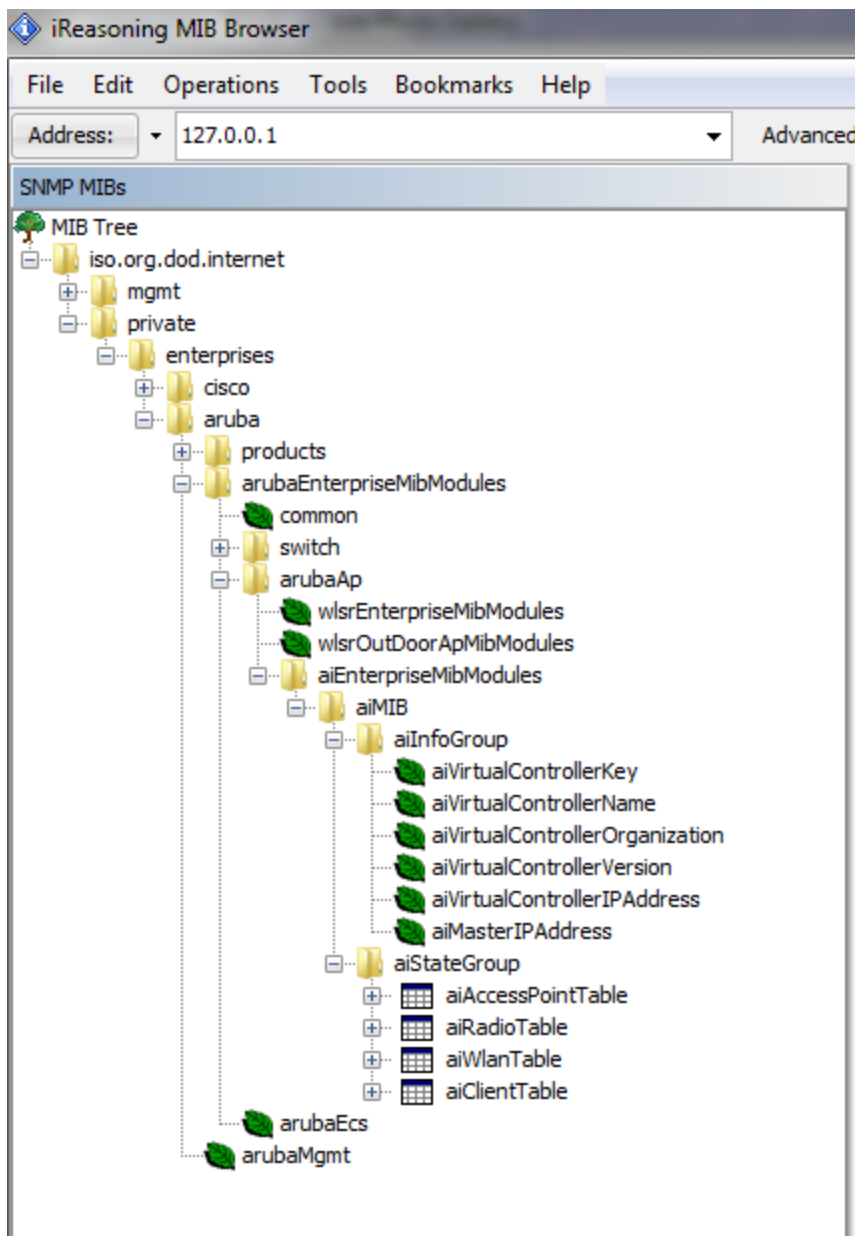 iReasoning MIB Browser
File Edit Operations Tools Bookmarks Help
Address: 127.0.0.1 Advanced
SNMP MIBs
MIB Tree
iso.org.dod.internet
mgmt
private
enterprises
cisco
aruba
products
arubaEnterpriseMibModules
common
switch
arubaAp
wlsrEnterpriseMibModules
wlsrOutDoorApMibModules
aiEnterpriseMibModules
aiMIB
aiInfoGroup
aiVirtualControllerKey
aiVirtualControllerName
aiVirtualControllerOrganization
aiVirtualControllerVersion
aiVirtualControllerIPAddress
aiMasterIPAddress
aiStateGroup
aiAccessPointTable
aiRadioTable
aiWlanTable
aiClientTable
arubaEcs
arubaMgmt